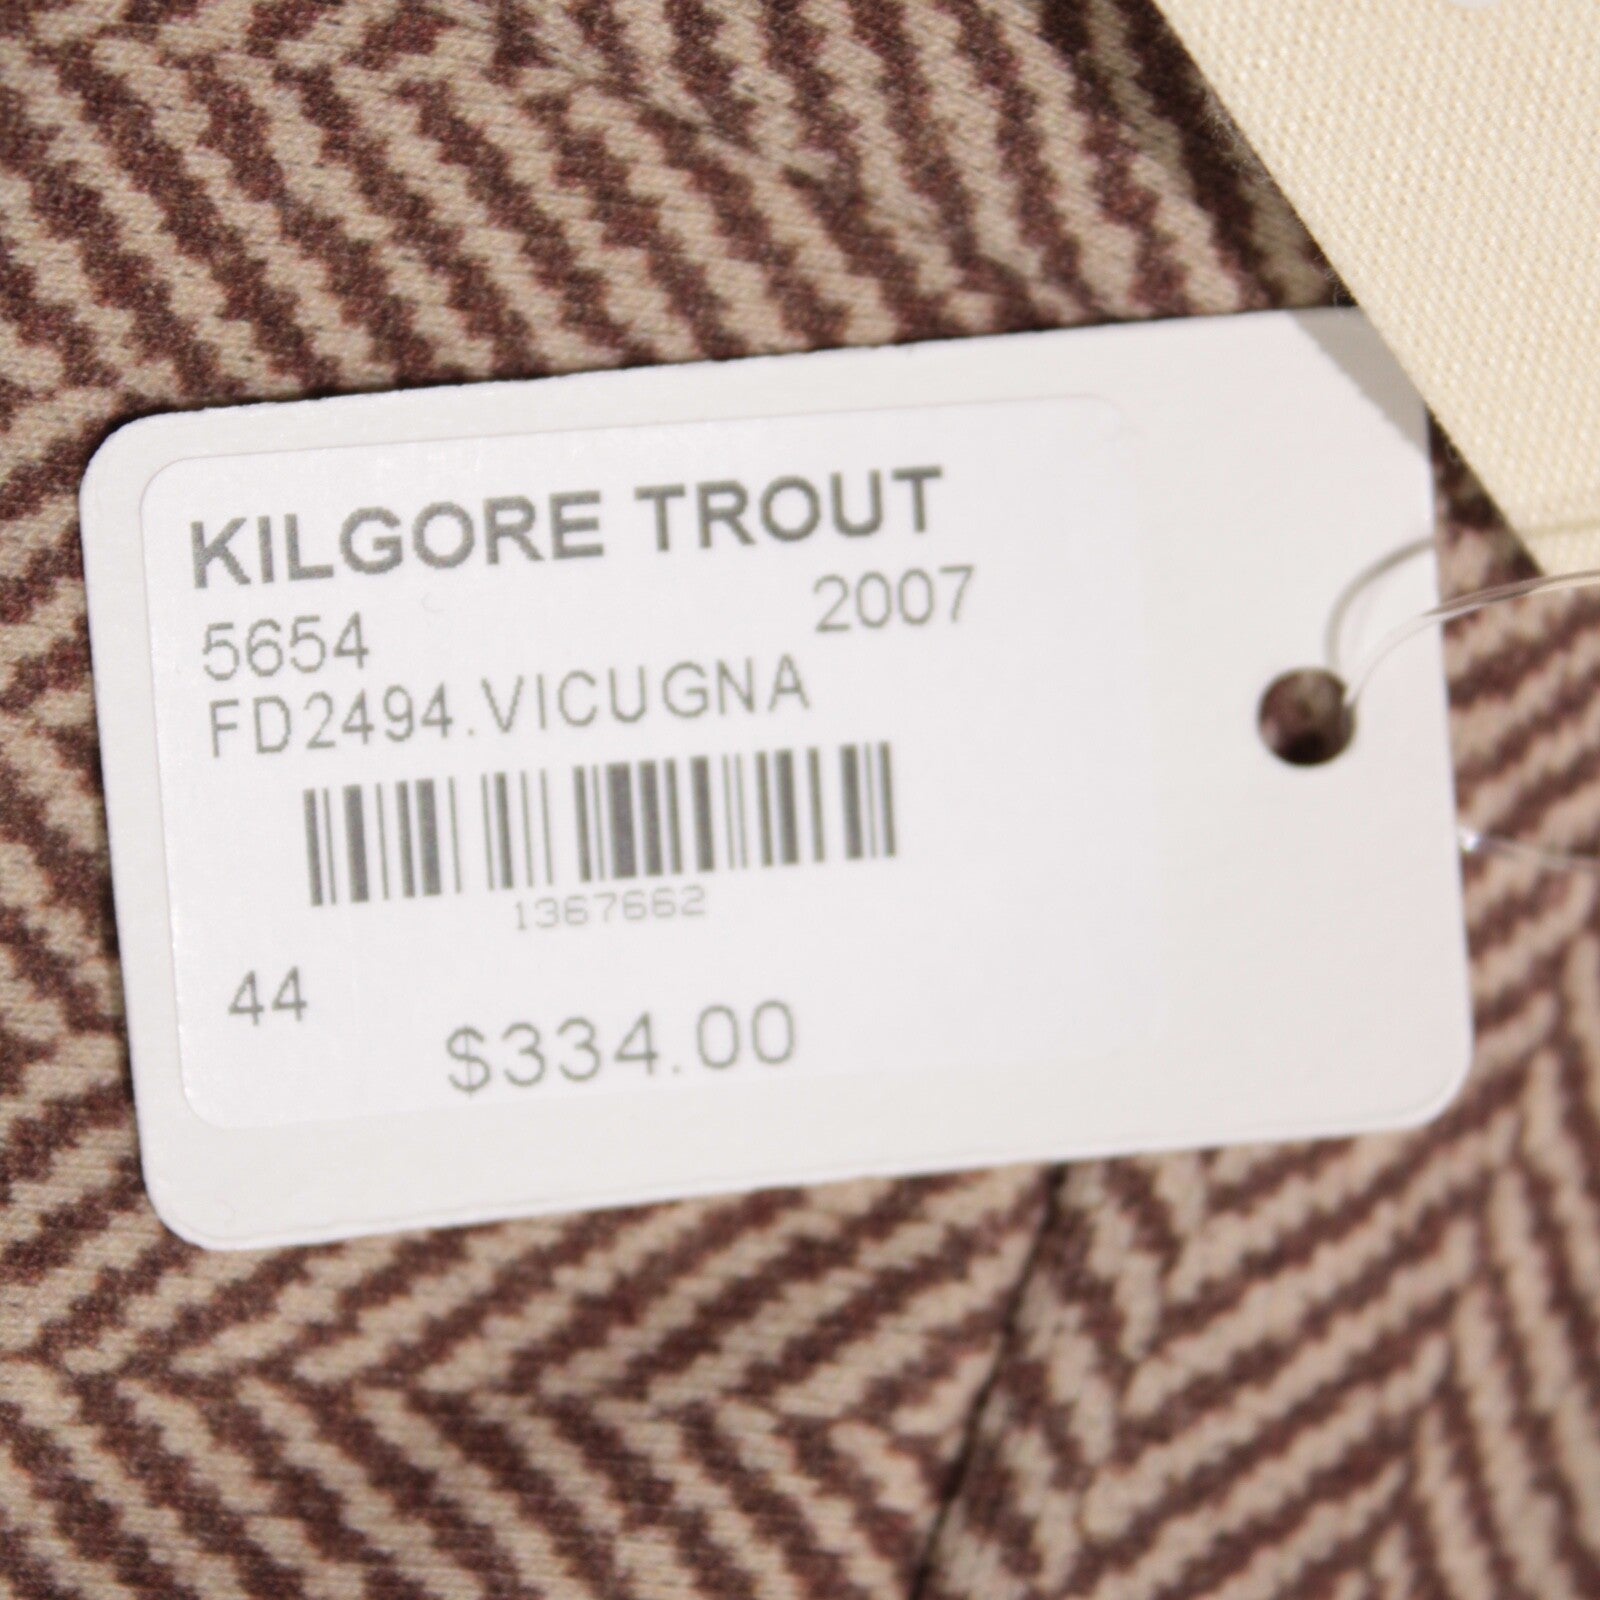 KILGORE TROUT
5654 2007
FD2494.VICUGNA
1367662
44
$334.00